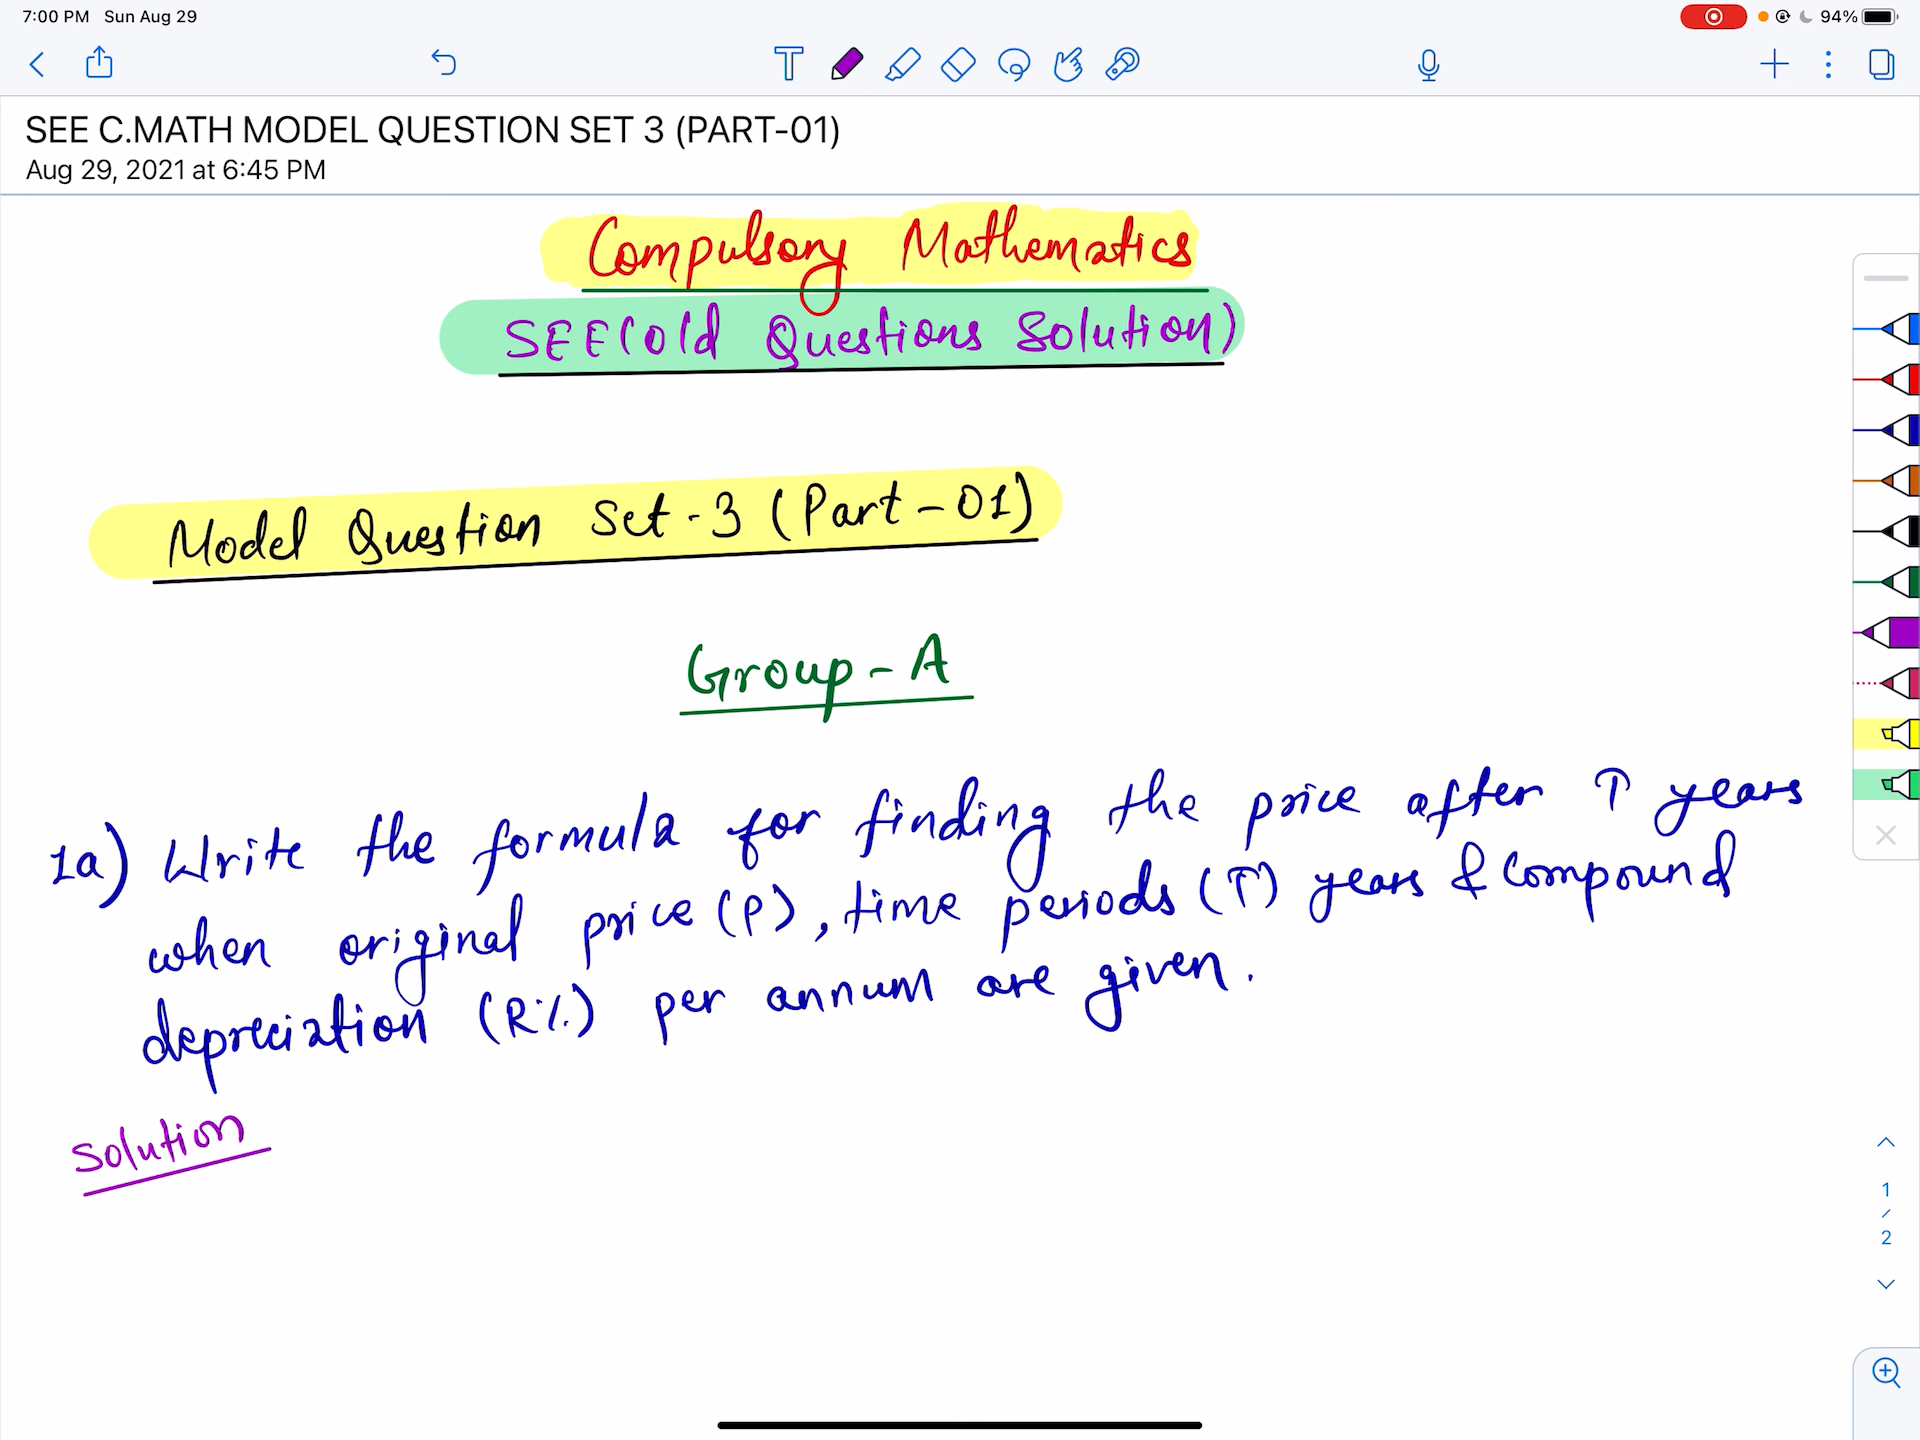 7:00 PM Sun Aug 29
94%
SEE C.MATH MODEL QUESTION SET 3 (PART-01)
Aug 29, 2021 at 6:45 PM
Compulsory Mathematics
SEE(Old Questions Solution)
Model Question Set-3 (Part-01)
Group-A
1a) Write the formula for finding the price after T years
when original price (P), time periods (T) years & compound
depreciation (R%) per annum are given.
Solution
1
/
2